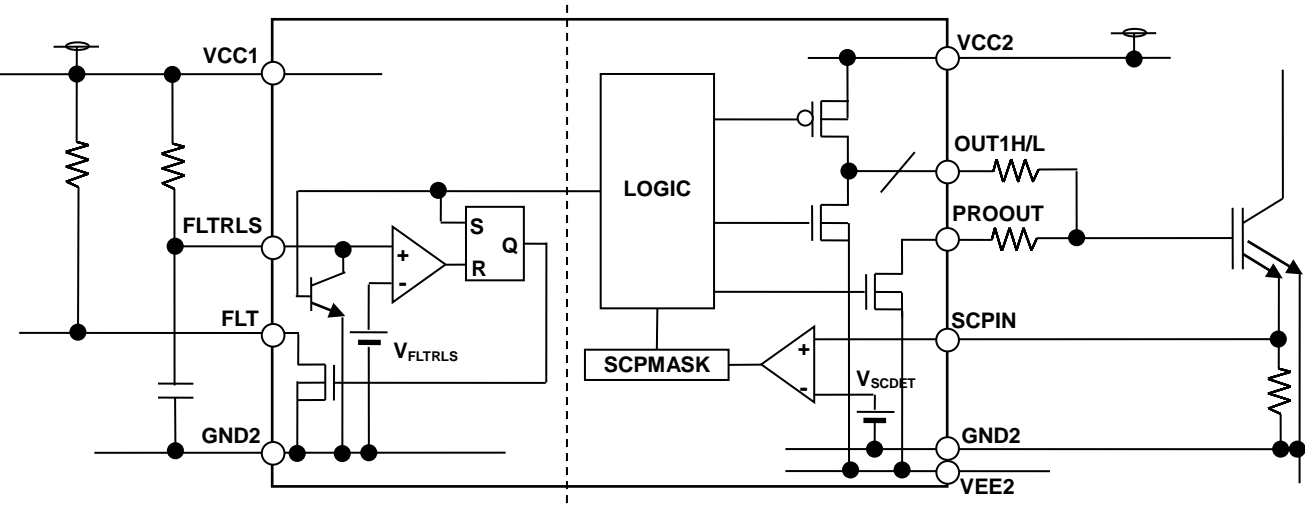 VCC1
VCC2
OUT1H/L
LOGIC
FLTRLS
S
Q
R
+
-
PROOUT
FLT
VFLTRLS
SCPIN
SCPMASK
+
-
VSCDET
GND2
GND2
VEE2